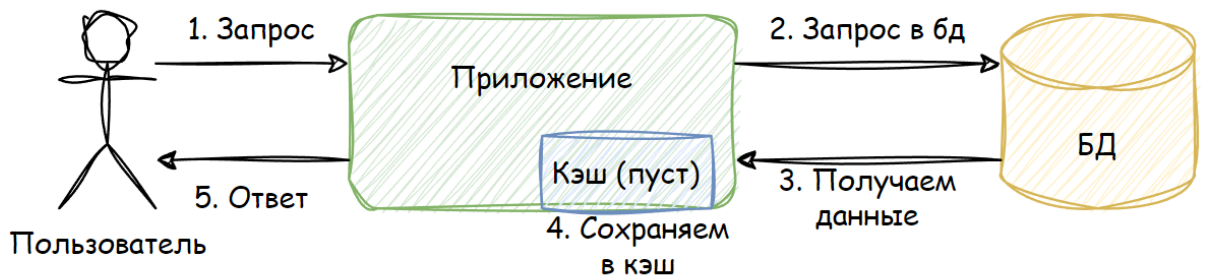 1. Запрос
2. Запрос в бд
Приложение
БД
Кэш (пуст)
3. Получаем
данные
5. Ответ
4. Сохраняем
в кэш
Пользователь